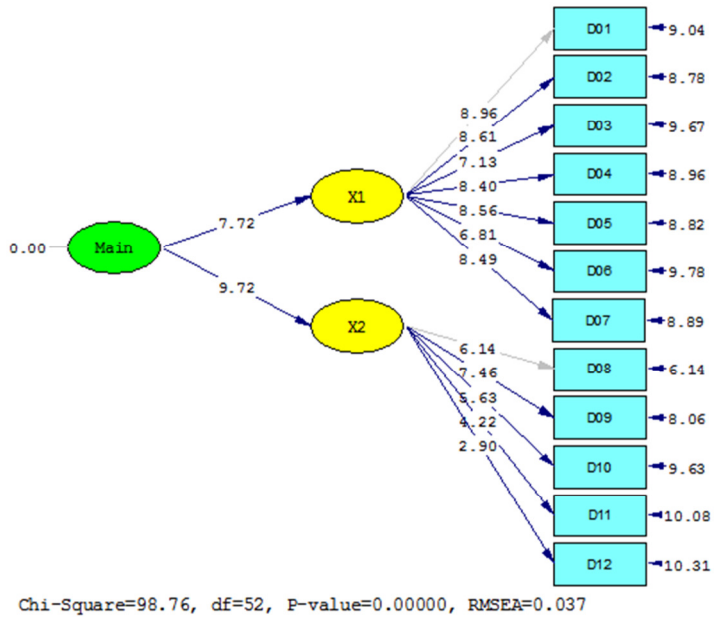 D01
9.04
D02
8.78
8.96
8.61
D03
9.67
7.13
D04
8.96
8.40
X1
8.56
D05
8.82
7.72
6.81
0.00
Main
8.49
D06
9.78
9.72
D07
8.89
X2
6.14
D08
6.14
7.46
5.63
D09
8.06
4.22
2.90
D10
9.63
D11
10.08
D12
10.31
Chi-Square=98.76, df=52, P-value=0.00000, RMSEA=0.037